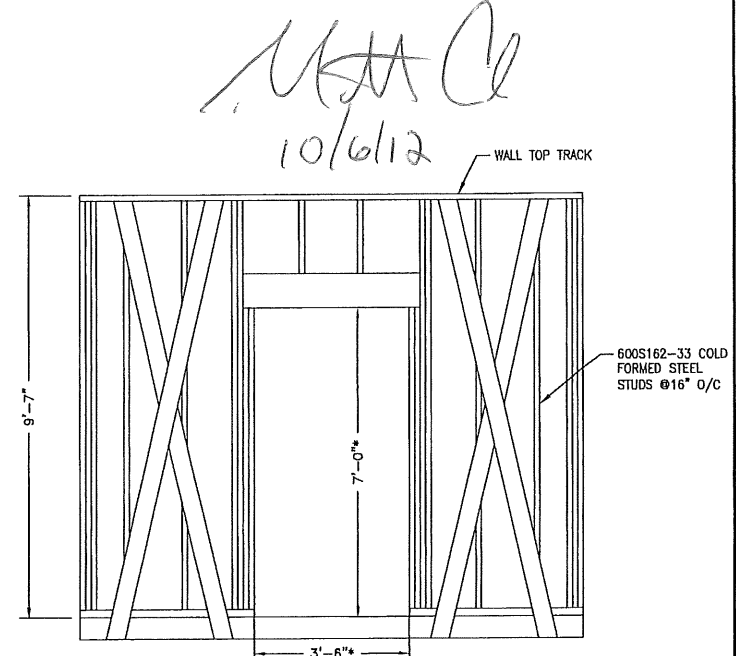 10/6/12
WALL TOP TRACK
9'-7"
600S162-33 COLD
FORMED STEEL
STUDS @16" O/C
7'-0"*
3'-6"*